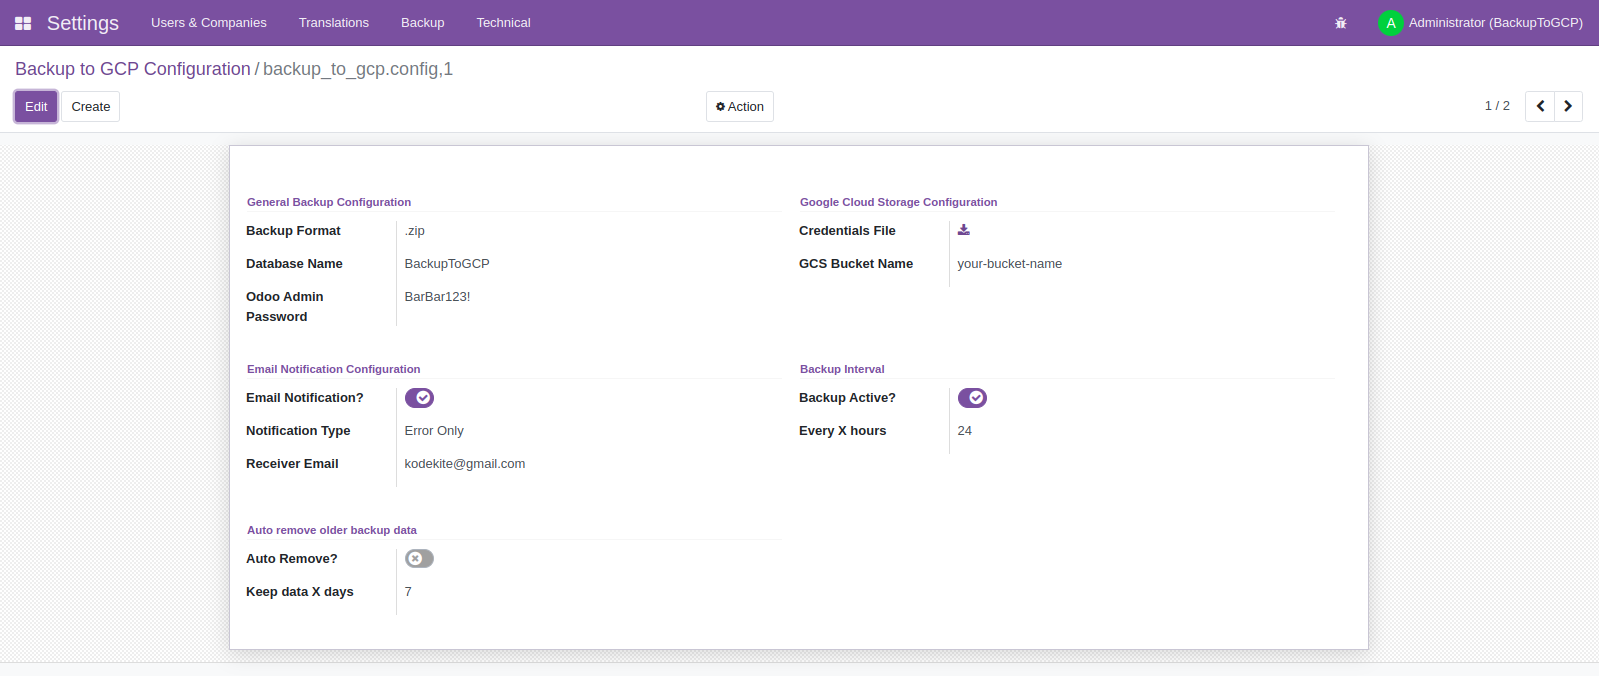 Settings Users & Companies Translations Backup Technical A Administrator (BackupToGCP)
Backup to GCP Configuration / backup_to_gcp.config,1
Edit Create Action 1 / 2
General Backup Configuration
Backup Format .zip
Database Name BackupToGCP
Odoo Admin Password BarBar123!
Google Cloud Storage Configuration
Credentials File
GCS Bucket Name your-bucket-name
Email Notification Configuration
Email Notification?
Notification Type Error Only
Receiver Email kodekite@gmail.com
Backup Interval
Backup Active?
Every X hours 24
Auto remove older backup data
Auto Remove?
Keep data X days 7